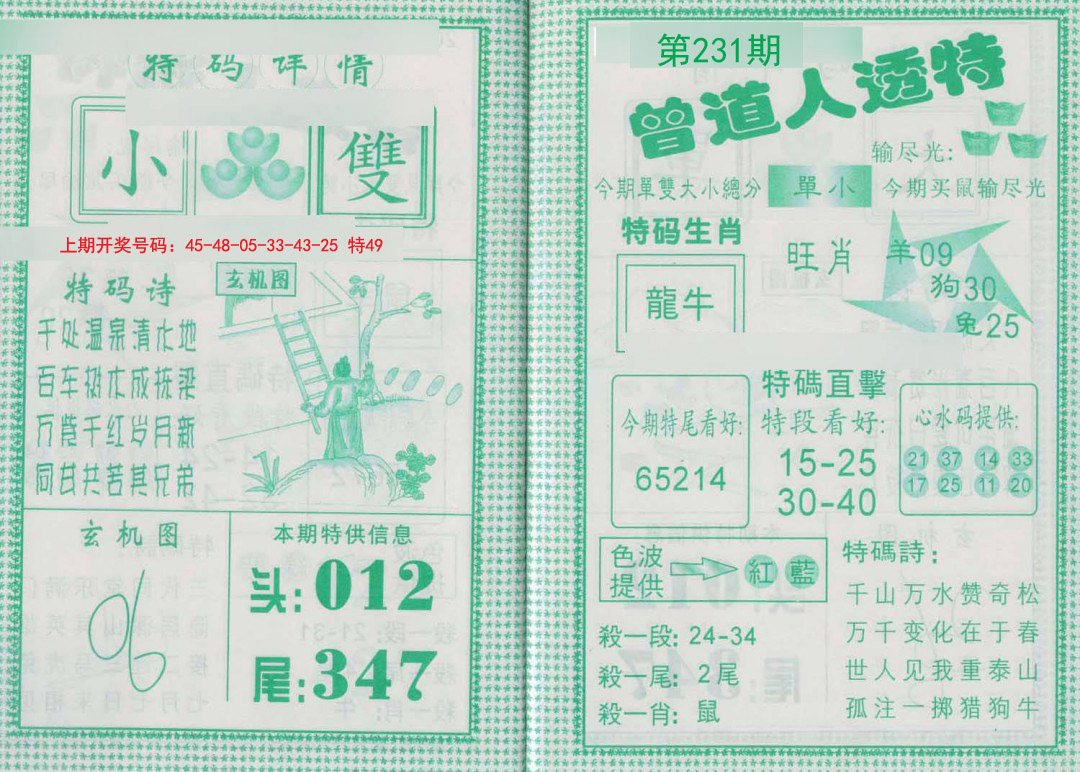 特码详情
小 雙
上期开奖号码：45-48-05-33-43-25 特49
特码诗
千处温泉清水地
百年树木成栋梁
万紫千红岁月新
同甘共苦其兄弟
玄机图
玄机图
本期特供信息
头:012
尾:347
第231期
曾道人透特
输尽光:
今期單雙大小總分 單小 今期买鼠输尽光
特码生肖
龍牛
旺肖
羊09
狗30
兔25
今期特尾看好:
65214
特碼直擊
特段看好:
15-25
30-40
心水码提供:
21 37 14 33
17 25 11 20
色波
提供
紅 藍
殺一段: 24-34
殺一尾: 2尾
殺一肖: 鼠
特碼詩:
千山万水赞奇松
万千变化在于春
世人见我重泰山
孤注一掷猎狗牛